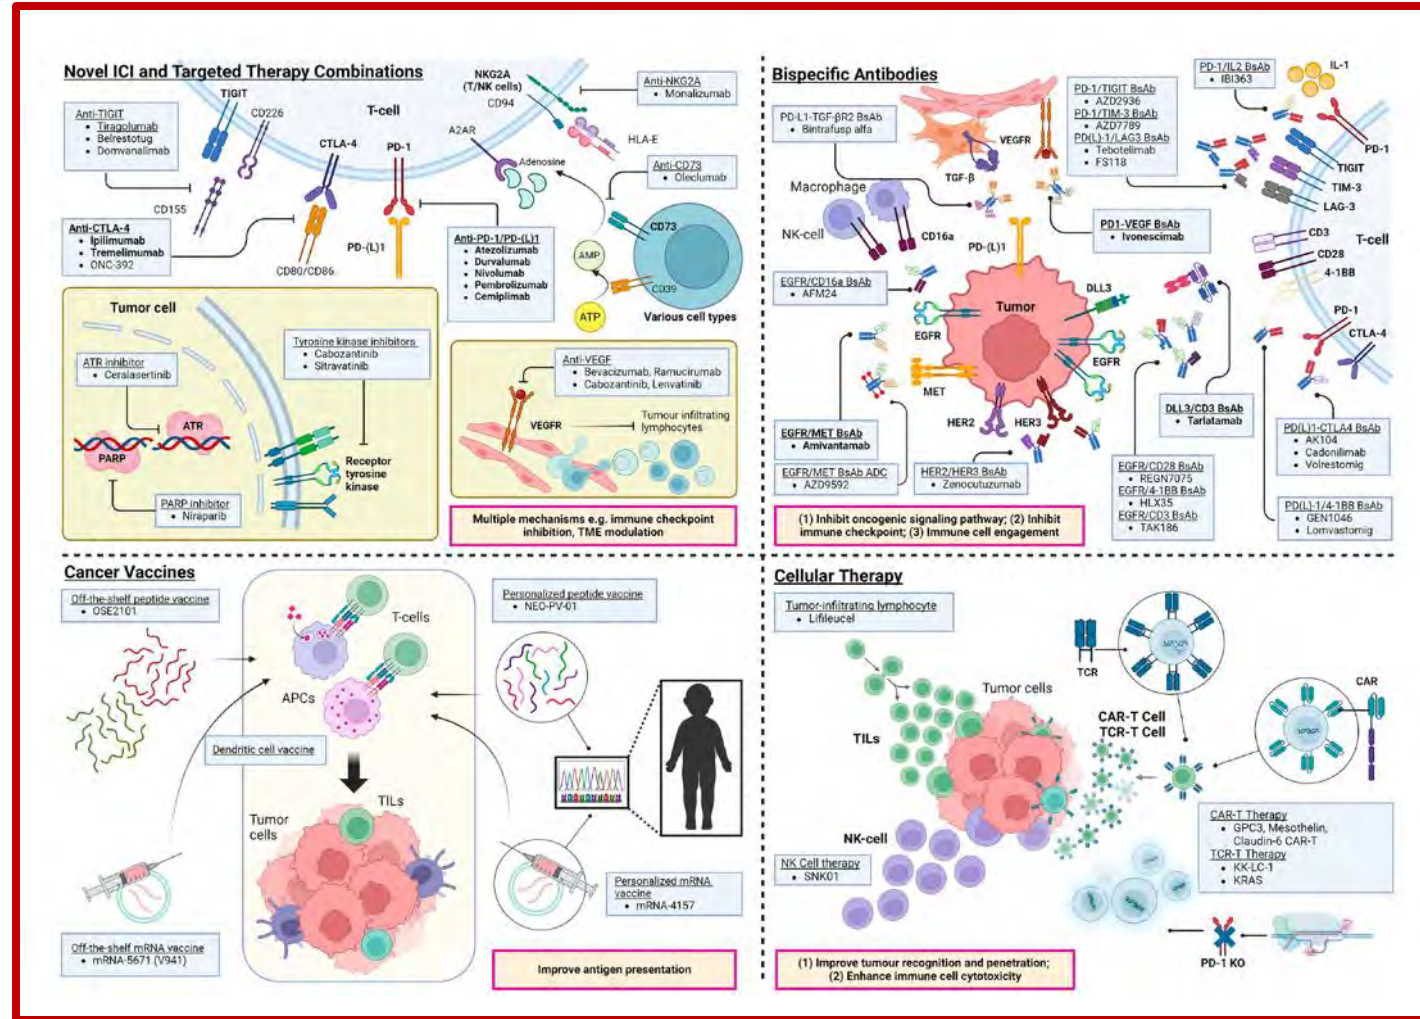 Novel ICI and Targeted Therapy Combinations
Anti-TIGIT
• Tiragolumab
• Belrestotug
• Domvanalimab
TIGIT
CD226
CD155
T-cell
CTLA-4
PD-1
CD80/CD86
PD-(L)1
Anti-CTLA-4
• Ipilimumab
• Tremelimumab
• ONC-392
NKG2A
(T/NK cells)
CD94
HLA-E
A2AR
Adenosine
Anti-NKG2A
• Monalizumab
Anti-CD73
• Oleclumab
CD73
CD39
AMP
ATP
Various cell types
Anti-PD-1/PD-(L)1
• Atezolizumab
• Durvalumab
• Nivolumab
• Pembrolizumab
• Cemiplimab
Tumor cell
ATR inhibitor
• Ceralasertinib
ATR
PARP
PARP inhibitor
• Niraparib
Tyrosine kinase inhibitors
• Cabozantinib
• Sitravatinib
Receptor
tyrosine
kinase
Anti-VEGF
• Bevacizumab, Ramucirumab
• Cabozantinib, Lenvatinib
VEGFR
Tumour infiltrating
lymphocytes
Multiple mechanisms e.g. immune checkpoint
inhibition, TME modulation
Bispecific Antibodies
PD-L1-TGF-βR2 BsAb
• Bintrafusp alfa
VEGFR
TGF-β
Macrophage
NK-cell
CD16a
PD-(L)1
PD1-VEGF BsAb
• Ivonescimab
PD-1/TIGIT BsAb
• AZD2936
PD-1/TIM-3 BsAb
• AZD7789
PD(L)-1/LAG3 BsAb
• Tebotelimab
• FS118
PD-1/IL2 BsAb
• IBI363
IL-1
PD-1
TIGIT
TIM-3
LAG-3
CD3
CD28
4-1BB
T-cell
PD-1
CTLA-4
EGFR/CD16a BsAb
• AFM24
Tumor
DLL3
EGFR
EGFR
MET
HER2
HER3
EGFR/MET BsAb
• Amivantamab
EGFR/MET BsAb ADC
• AZD9592
HER2/HER3 BsAb
• Zenocutuzumab
DLL3/CD3 BsAb
• Tarlatamab
EGFR/CD28 BsAb
• REGN7075
EGFR/4-1BB BsAb
• HLX35
EGFR/CD3 BsAb
• TAK186
PD(L)1-CTLA4 BsAb
• AK104
• Cadonilimab
• Volrestomig
PD(L)-1/4-1BB BsAb
• GEN1046
• Lomvastomig
(1) Inhibit oncogenic signaling pathway; (2) Inhibit
immune checkpoint; (3) Immune cell engagement
Cancer Vaccines
Off-the-shelf peptide vaccine
• OSE2101
T-cells
APCs
Dendritic cell vaccine
TILs
Tumor
cells
Personalized peptide vaccine
• NEO-PV-01
Personalized mRNA
vaccine
• mRNA-4157
Off-the-shelf mRNA vaccine
• mRNA-5671 (V941)
Improve antigen presentation
Cellular Therapy
Tumor-infiltrating lymphocyte
• Lifileucel
TCR
CAR
Tumor cells
TILs
CAR-T Cell
TCR-T Cell
NK-cell
NK Cell therapy
• SNK01
CAR-T Therapy
• GPC3, Mesothelin,
Claudin-6 CAR-T
TCR-T Therapy
• KK-LC-1
• KRAS
PD-1 KO
(1) Improve tumour recognition and penetration;
(2) Enhance immune cell cytotoxicity